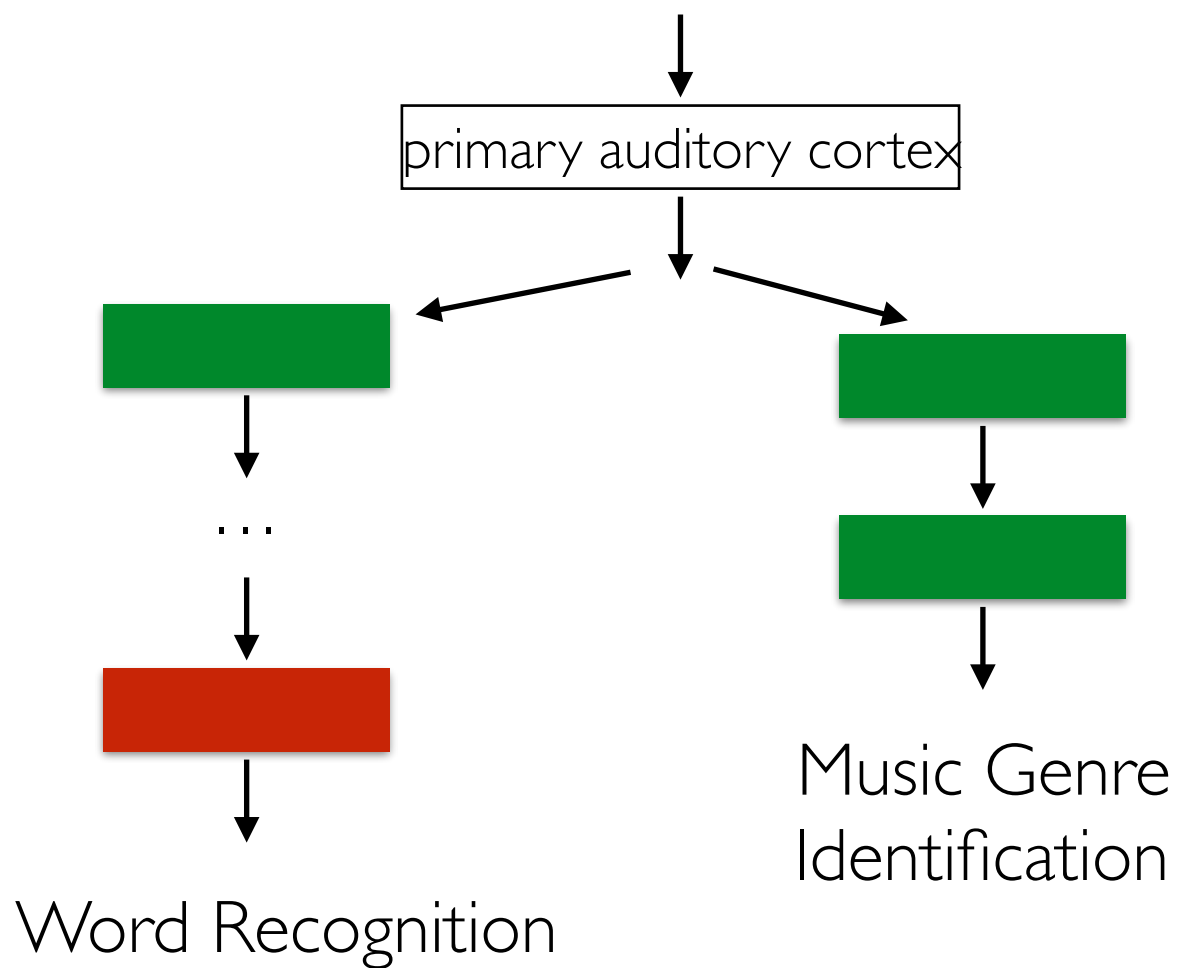 primary auditory cortex
...
Music Genre
Identification
Word Recognition